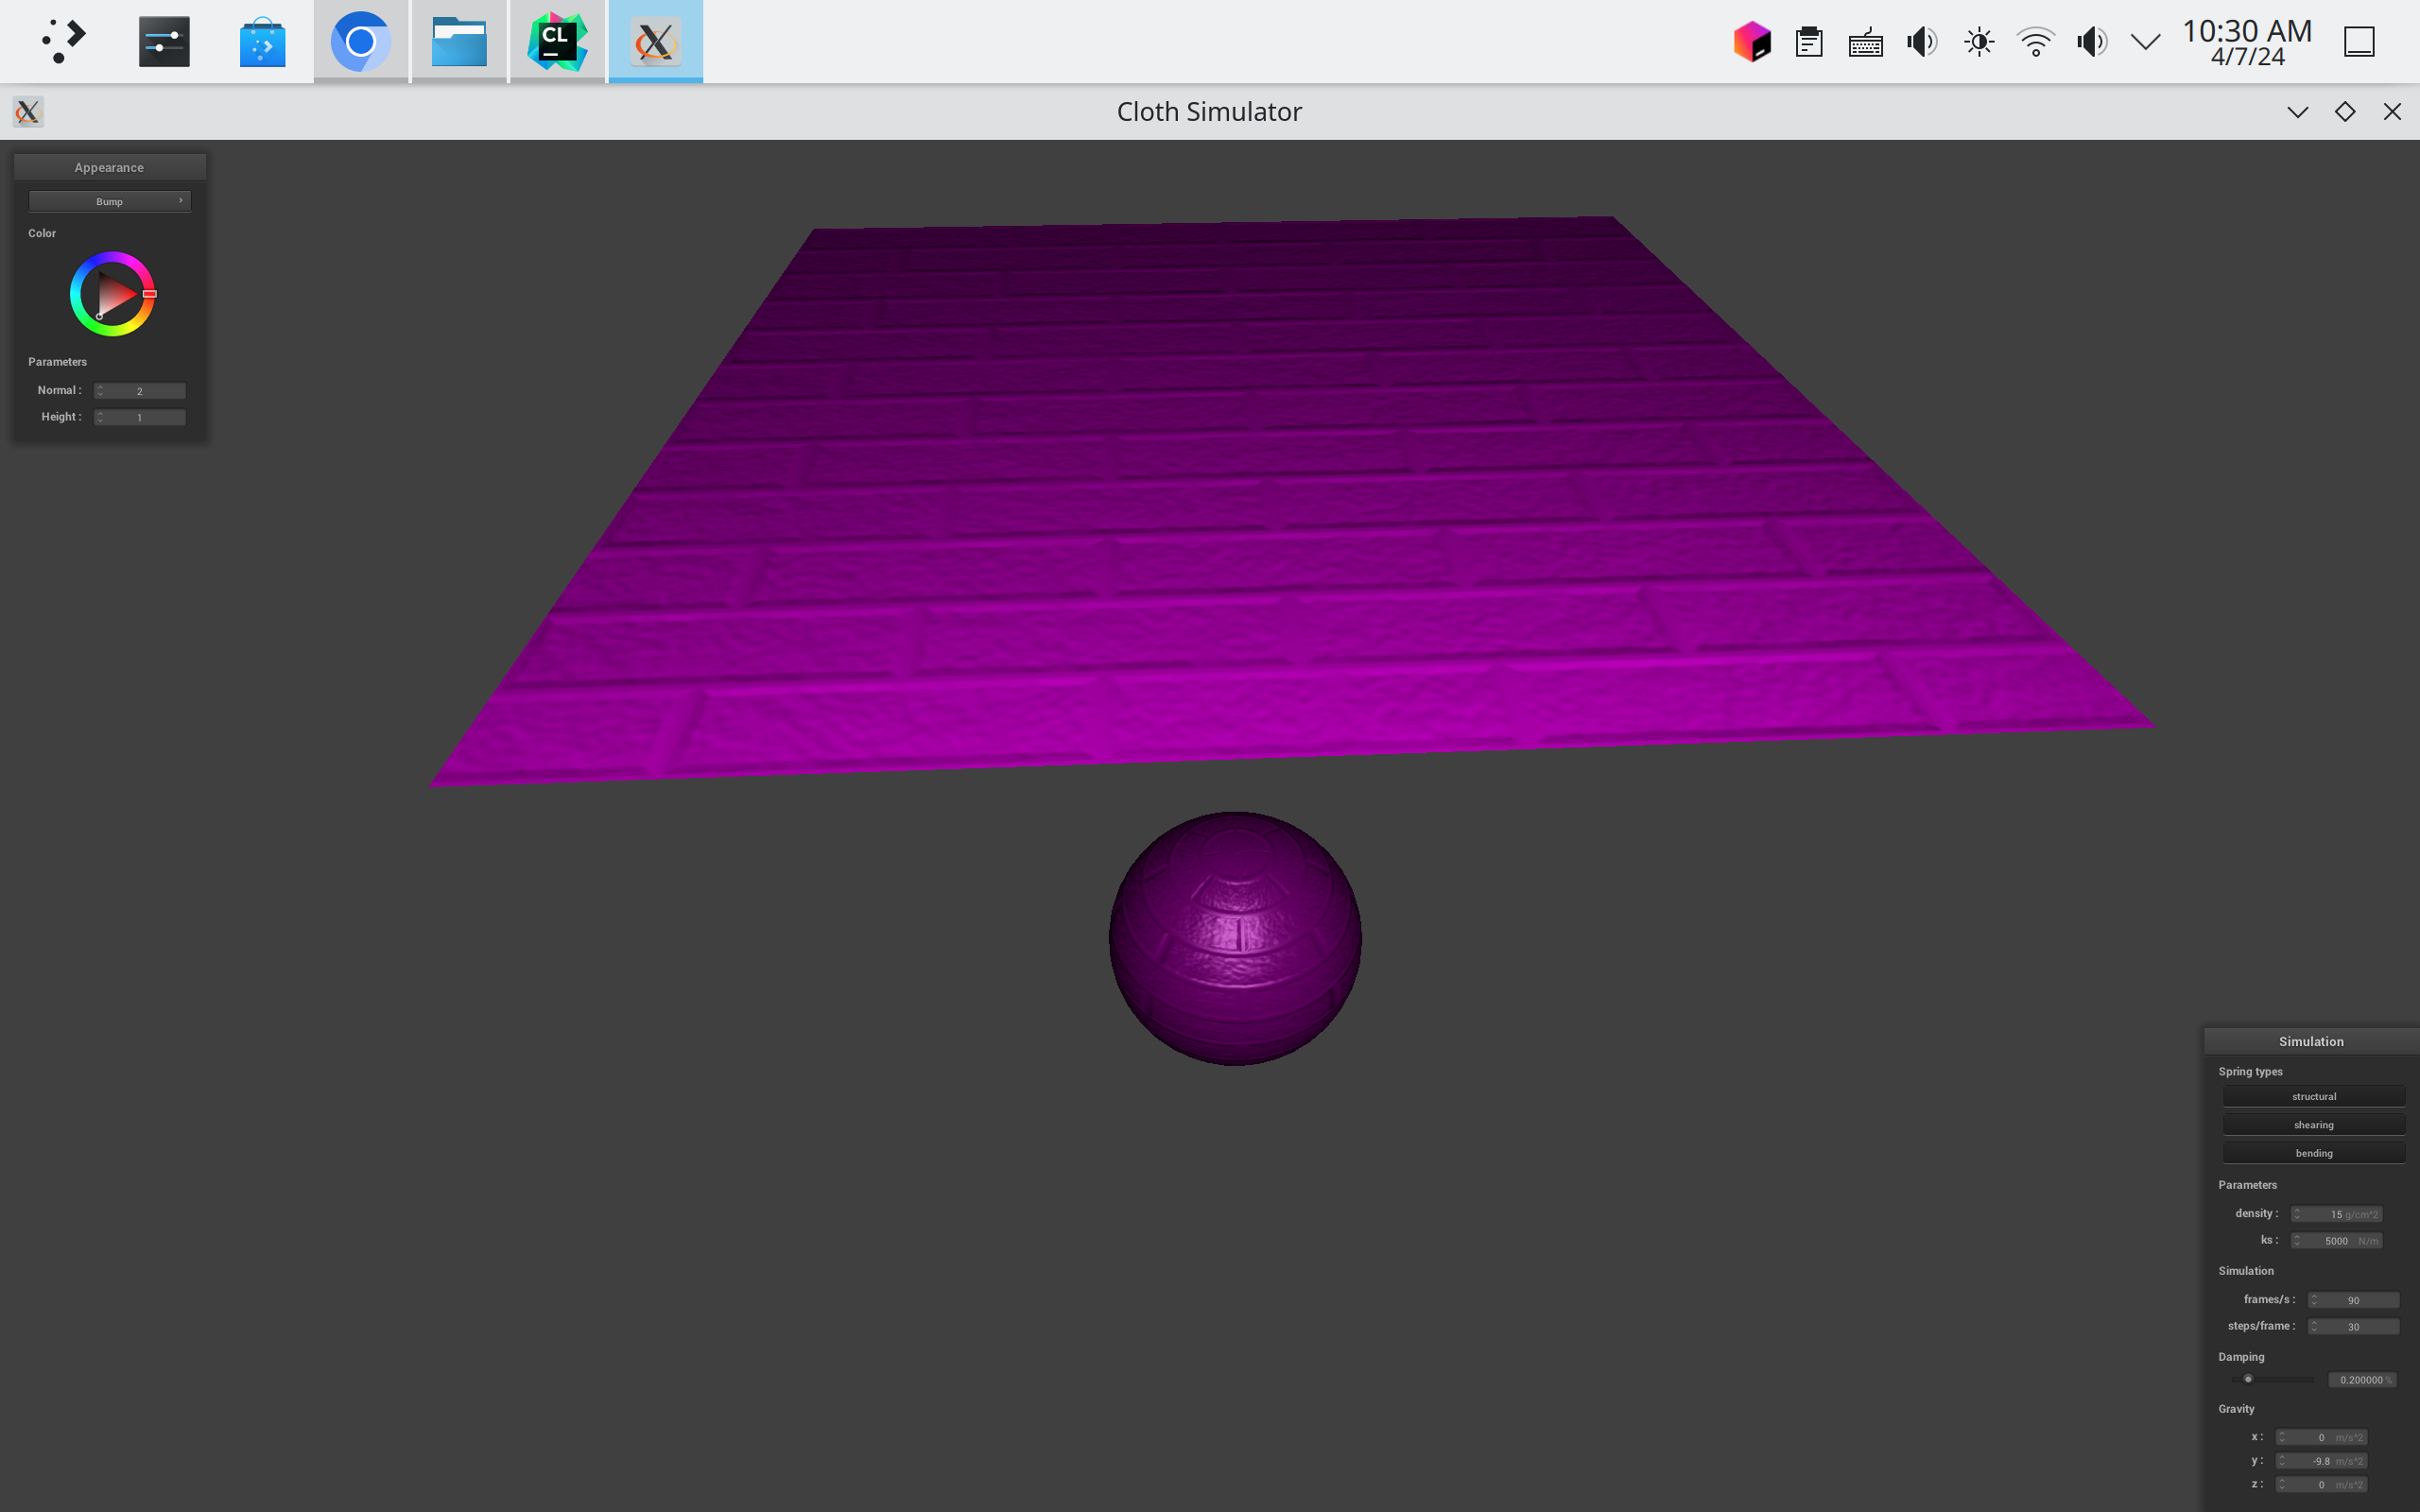 CL
10:30 AM
4/7/24
Cloth Simulator
Appearance
Bump
Color
Parameters
Normal : 2
Height : 1
Simulation
Spring types
structural
shearing
bending
Parameters
density : 15 g/cm^2
ks : 5000 N/m
Simulation
frames/s : 90
steps/frame : 30
Damping
0.200000 %
Gravity
x : 0 m/s^2
y : -9.8 m/s^2
z : 0 m/s^2